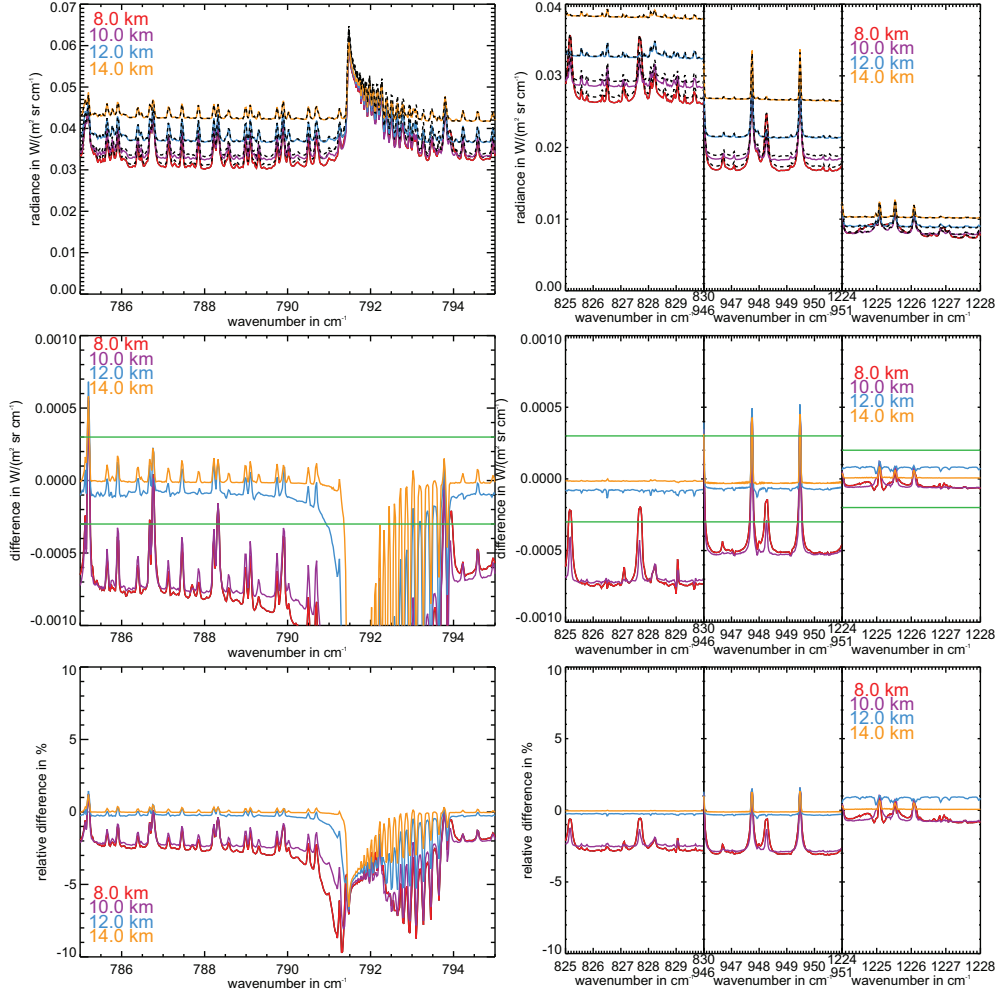 0.07
0.06
0.05
0.04
0.03
0.02
0.01
0.00
radiance in W/(m² sr cm⁻¹)
8.0 km
10.0 km
12.0 km
14.0 km
786 788 790 792 794
wavenumber in cm⁻¹
0.04
0.03
0.02
0.01
0.00
radiance in W/(m² sr cm⁻¹)
8.0 km
10.0 km
12.0 km
14.0 km
825 826 827 828 829 830
946 947 948 949 950 951
1224 1225 1226 1227 1228
wavenumber in cm⁻¹ wavenumber in cm⁻¹ wavenumber in cm⁻¹
0.0010
0.0005
0.0000
-0.0005
-0.0010
difference in W/(m² sr cm⁻¹)
8.0 km
10.0 km
12.0 km
14.0 km
786 788 790 792 794
wavenumber in cm⁻¹
0.0010
0.0005
0.0000
-0.0005
-0.0010
difference in W/(m² sr cm⁻¹)
8.0 km
10.0 km
12.0 km
14.0 km
825 826 827 828 829 830
946 947 948 949 950 951
1224 1225 1226 1227 1228
wavenumber in cm⁻¹ wavenumber in cm⁻¹ wavenumber in cm⁻¹
10
5
0
-5
-10
relative difference in %
8.0 km
10.0 km
12.0 km
14.0 km
786 788 790 792 794
wavenumber in cm⁻¹
10
5
0
-5
-10
relative difference in %
8.0 km
10.0 km
12.0 km
14.0 km
825 826 827 828 829 830
946 947 948 949 950 951
1224 1225 1226 1227 1228
wavenumber in cm⁻¹ wavenumber in cm⁻¹ wavenumber in cm⁻¹